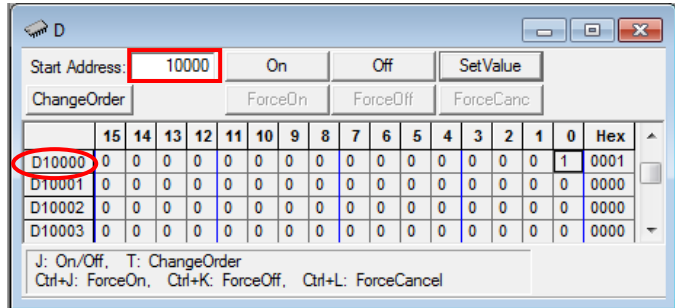 D
Start Address: 10000 On Off SetValue
ChangeOrder ForceOn ForceOff ForceCanc
15 14 13 12 11 10 9 8 7 6 5 4 3 2 1 0 Hex
D10000 0 0 0 0 0 0 0 0 0 0 0 0 0 0 0 1 0001
D10001 0 0 0 0 0 0 0 0 0 0 0 0 0 0 0 0 0000
D10002 0 0 0 0 0 0 0 0 0 0 0 0 0 0 0 0 0000
D10003 0 0 0 0 0 0 0 0 0 0 0 0 0 0 0 0 0000
J: On/Off, T: ChangeOrder
Ctrl+J: ForceOn, Ctrl+K: ForceOff, Ctrl+L: ForceCancel